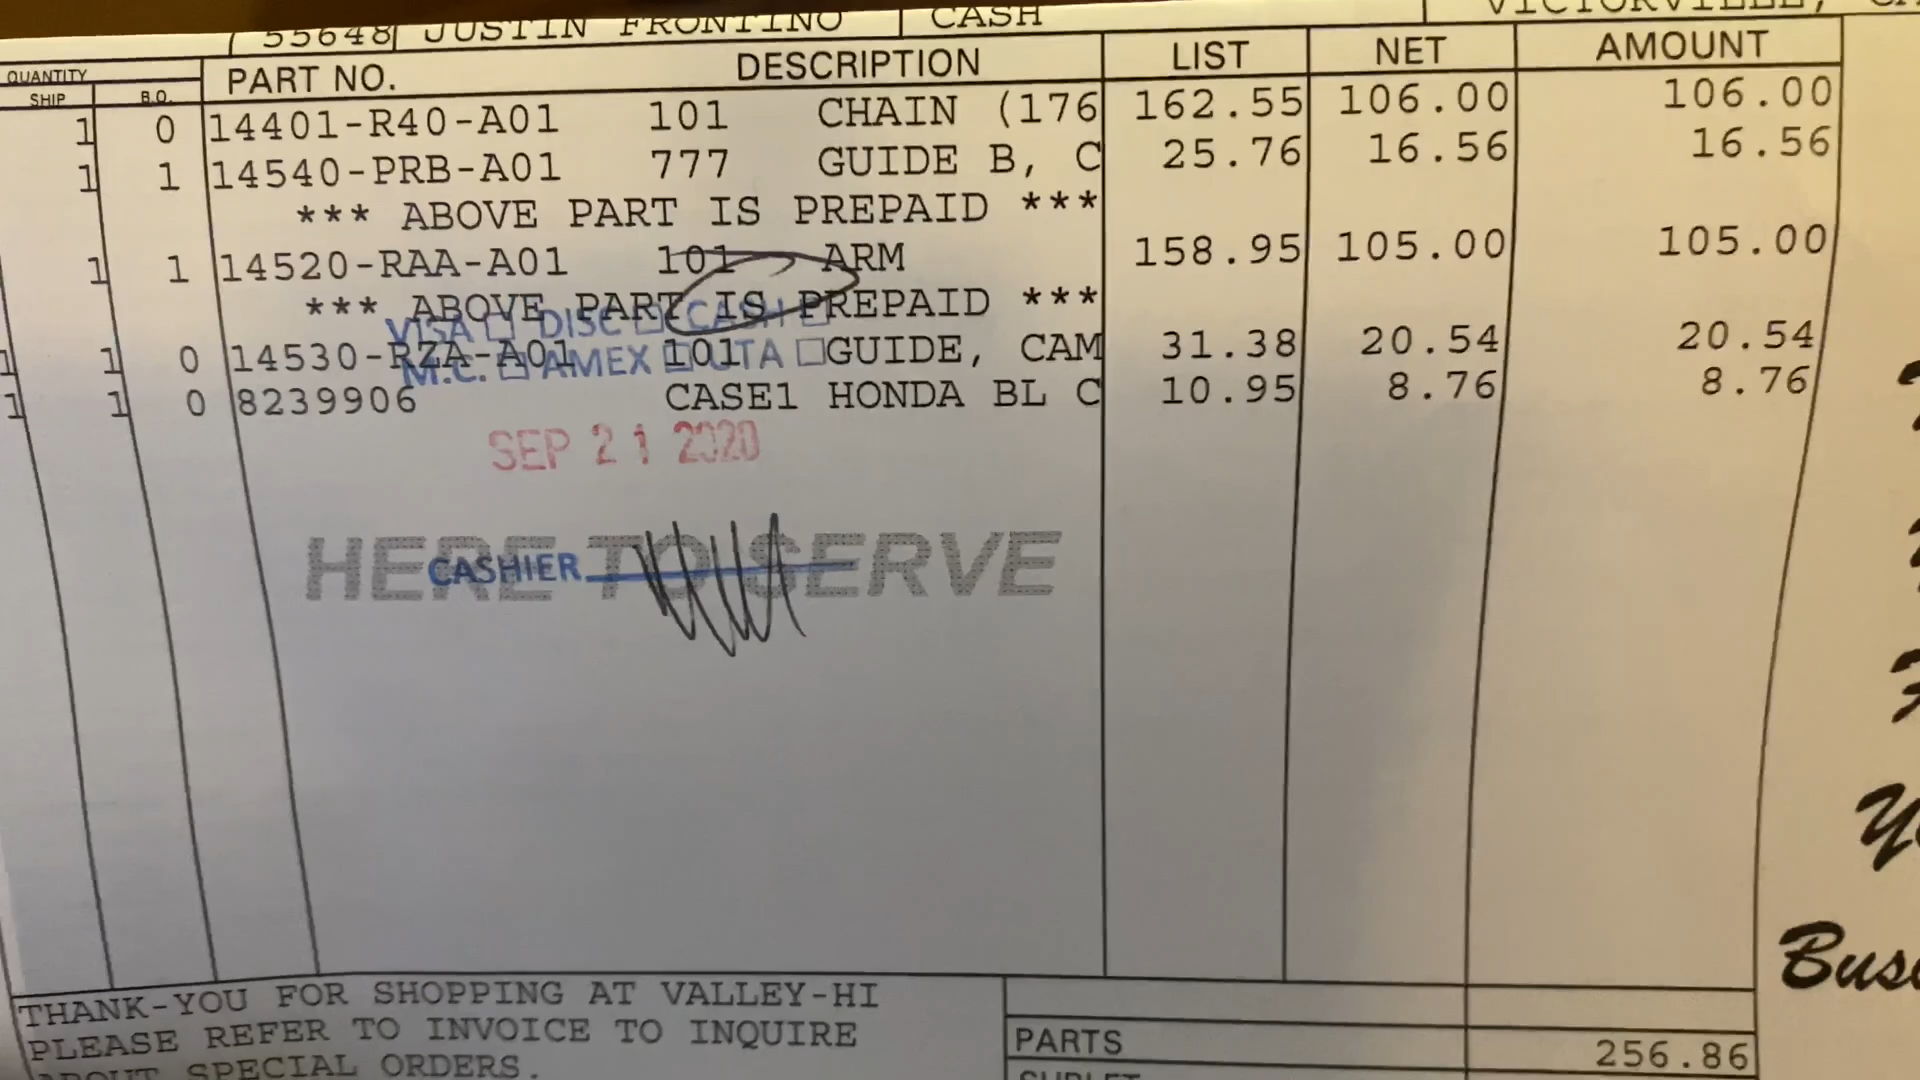 55648 JUSTIN FRONTINO CASH VICTORVILLE,
QUANTITY
SHIP B.O. PART NO. DESCRIPTION LIST NET AMOUNT
1 0 14401-R40-A01 101 CHAIN (176 162.55 106.00 106.00
1 1 14540-PRB-A01 777 GUIDE B, C 25.76 16.56 16.56
*** ABOVE PART IS PREPAID ***
1 1 14520-RAA-A01 101 ARM 158.95 105.00 105.00
*** ABOVE PART IS PREPAID ***
VISA DISC CASH
1 1 0 14530-RZA-A01 101 GUIDE, CAM 31.38 20.54 20.54
M.C. AMEX OTA
1 1 0 8239906 CASE1 HONDA BL C 10.95 8.76 8.76
SEP 21 2020
HERE TO SERVE
CASHIER
THANK-YOU FOR SHOPPING AT VALLEY-HI
PLEASE REFER TO INVOICE TO INQUIRE
ABOUT SPECIAL ORDERS.
PARTS 256.86
SUBLET